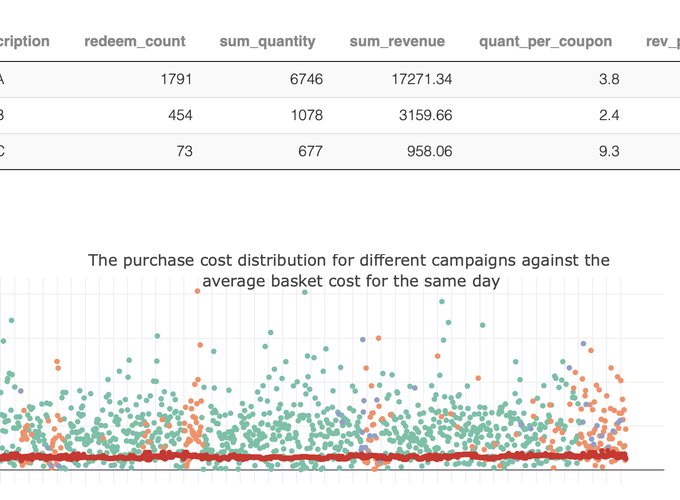 cription redeem_count sum_quantity sum_revenue quant_per_coupon rev_p
A 1791 6746 17271.34 3.8
B 454 1078 3159.66 2.4
C 73 677 958.06 9.3
The purchase cost distribution for different campaigns against the
average basket cost for the same day